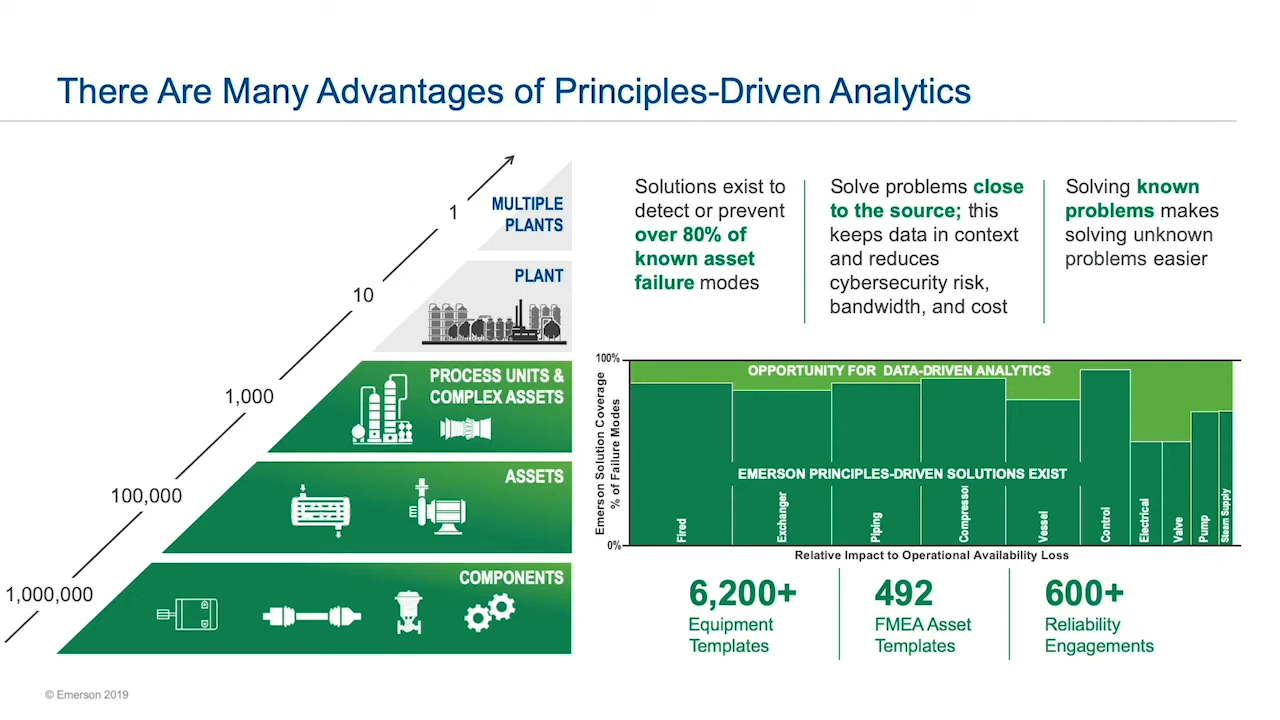 There Are Many Advantages of Principles-Driven Analytics
1
MULTIPLE
PLANTS
10
PLANT
1,000
PROCESS UNITS &
COMPLEX ASSETS
100,000
ASSETS
1,000,000
COMPONENTS
Solutions exist to
detect or prevent
over 80% of
known asset
failure modes
Solve problems close
to the source; this
keeps data in context
and reduces
cybersecurity risk,
bandwidth, and cost
Solving known
problems makes
solving unknown
problems easier
100%
Emerson Solution Coverage
% of Failure Modes
0%
OPPORTUNITY FOR DATA-DRIVEN ANALYTICS
EMERSON PRINCIPLES-DRIVEN SOLUTIONS EXIST
Fired
Exchanger
Piping
Compressor
Vessel
Control
Electrical
Valve
Pump
Steam Supply
Relative Impact to Operational Availability Loss
6,200+
Equipment
Templates
492
FMEA Asset
Templates
600+
Reliability
Engagements
© Emerson 2019